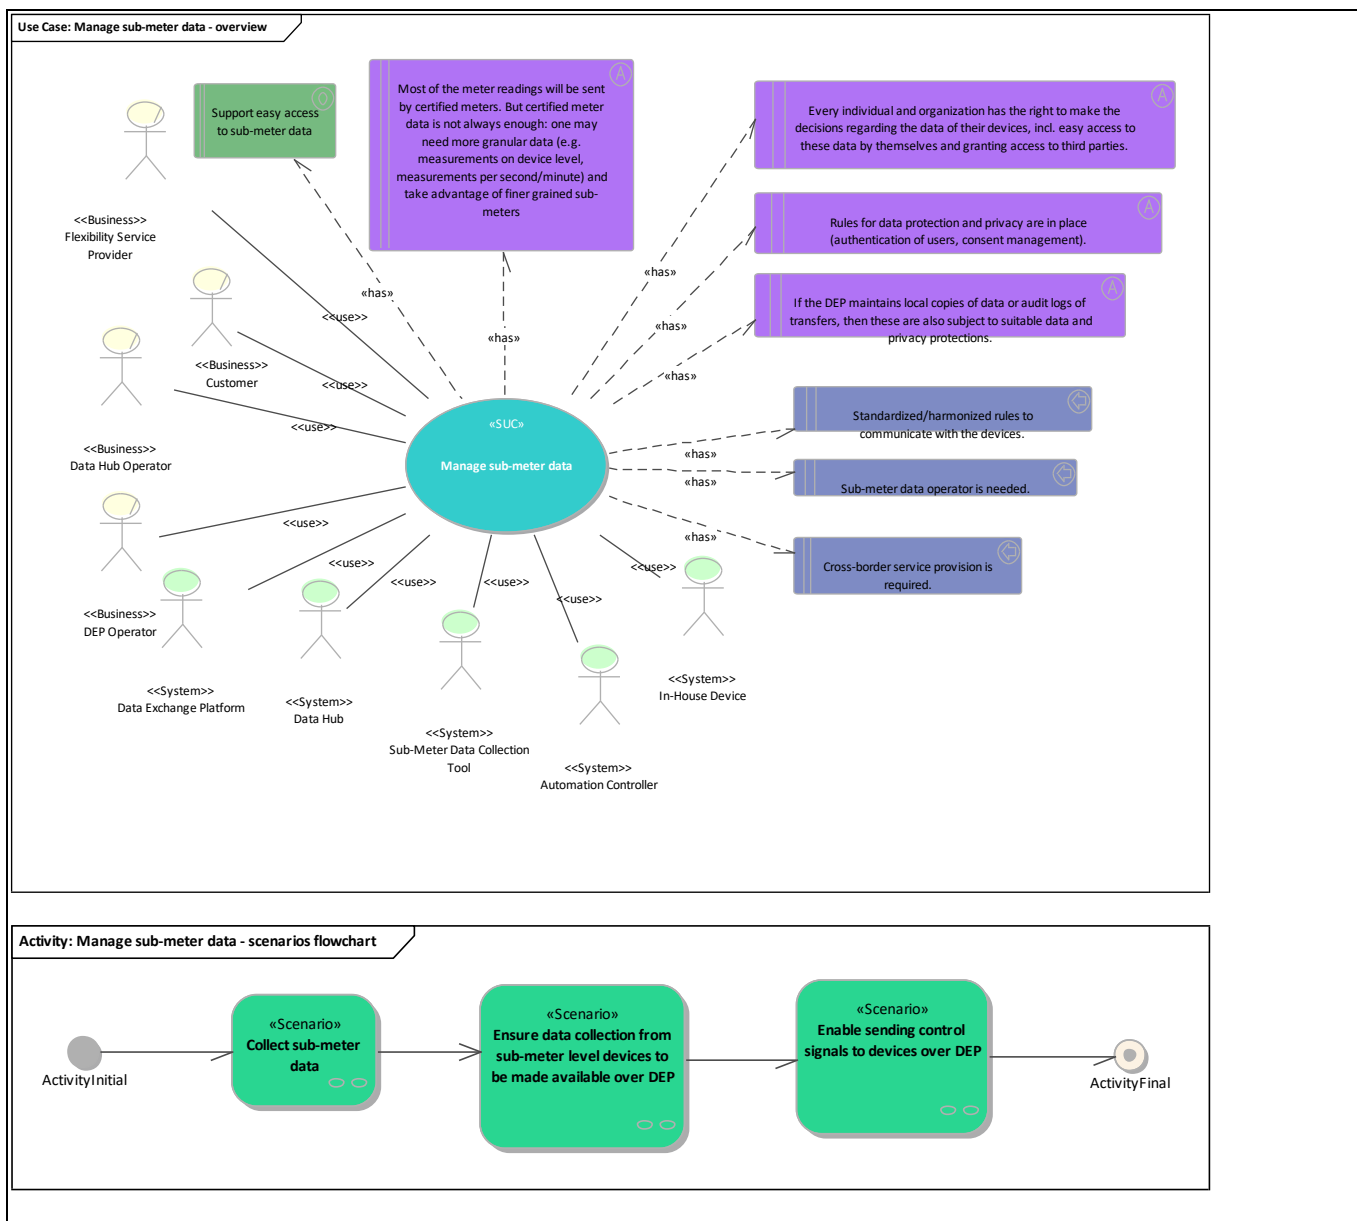 Use Case: Manage sub-meter data - overview
Support easy access
to sub-meter data
O
Most of the meter readings will be sent
by certified meters. But certified meter
data is not always enough: one may
need more granular data (e.g.
measurements on device level,
measurements per second/minute) and
take advantage of finer grained sub-
meters
A
Every individual and organization has the right to make the
decisions regarding the data of their devices, incl. easy access to
these data by themselves and granting access to third parties.
A
Rules for data protection and privacy are in place
(authentication of users, consent management).
A
If the DEP maintains local copies of data or audit logs of
transfers, then these are also subject to suitable data and
privacy protections.
A
Standardized/harmonized rules to
communicate with the devices.
Sub-meter data operator is needed.
Cross-border service provision is
required.
<<Business>>
Flexibility Service
Provider
<<Business>>
Customer
<<Business>>
Data Hub Operator
<<Business>>
DEP Operator
<<System>>
Data Exchange Platform
<<System>>
Data Hub
<<System>>
Sub-Meter Data Collection
Tool
<<System>>
Automation Controller
<<System>>
In-House Device
«SUC»
Manage sub-meter data
«has»
«has»
«has»
«has»
«has»
«has»
«has»
«has»
<<use>>
<<use>>
<<use>>
<<use>>
<<use>>
<<use>>
<<use>>
<<use>>
<<use>>
Activity: Manage sub-meter data - scenarios flowchart
ActivityInitial
«Scenario»
Collect sub-meter
data
«Scenario»
Ensure data collection from
sub-meter level devices to
be made available over DEP
«Scenario»
Enable sending control
signals to devices over DEP
ActivityFinal